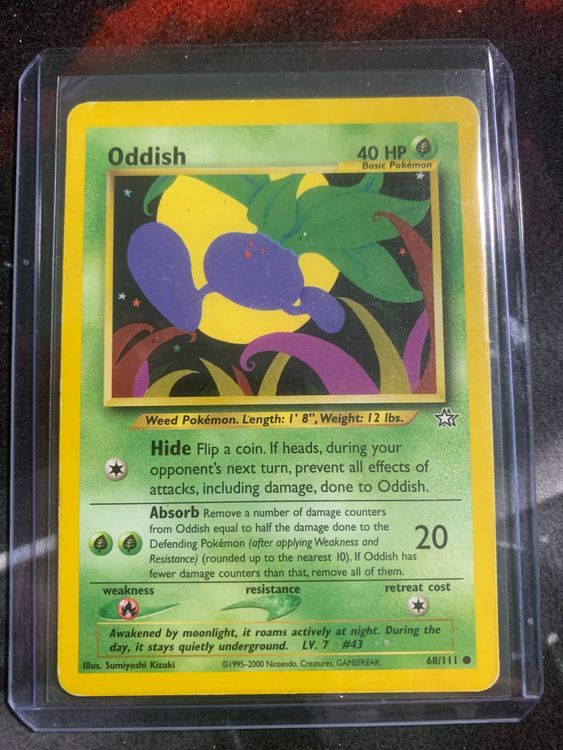 Oddish 40 HP
Basic Pokémon
Weed Pokémon. Length: 1' 8", Weight: 12 lbs.
Hide Flip a coin. If heads, during your
opponent's next turn, prevent all effects of
attacks, including damage, done to Oddish.
Absorb Remove a number of damage counters
from Oddish equal to half the damage done to the
Defending Pokémon (after applying Weakness and
Resistance) (rounded up to the nearest 10). If Oddish has
fewer damage counters than that, remove all of them.
20
weakness resistance retreat cost
Awakened by moonlight, it roams actively at night. During the
day, it stays quietly underground. LV. 7 #43
Illus. Sumiyoshi Kizuki ©1995-2000 Nintendo, Creatures, GAMEFREAK. 68/111